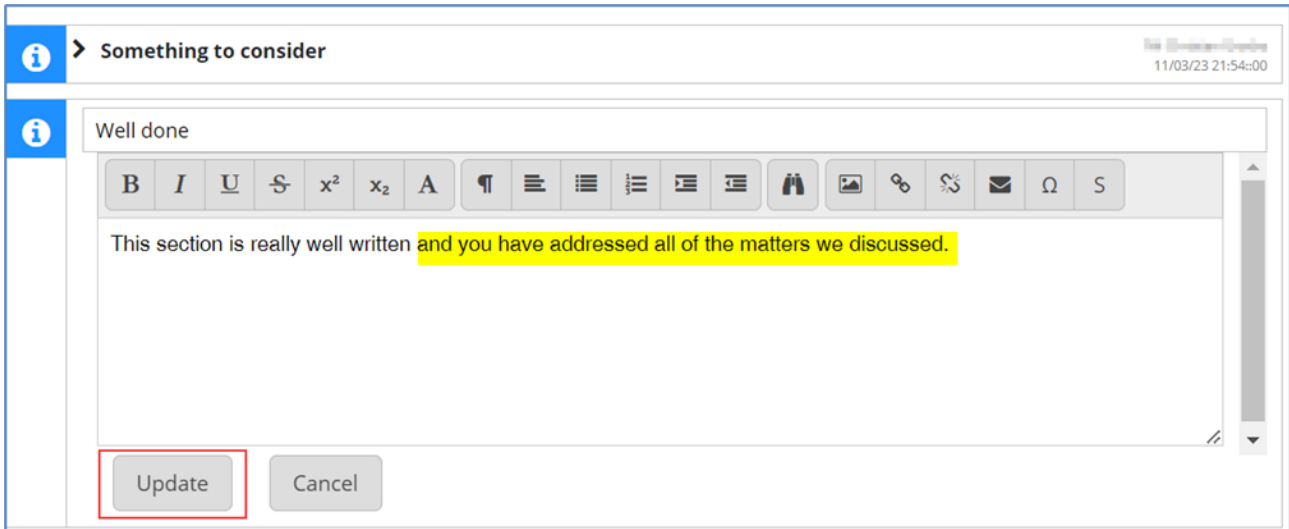 Something to consider
11/03/23 21:54::00
Well done
B I U S x² x₂ A ¶ Ω S
This section is really well written and you have addressed all of the matters we discussed.
Update Cancel